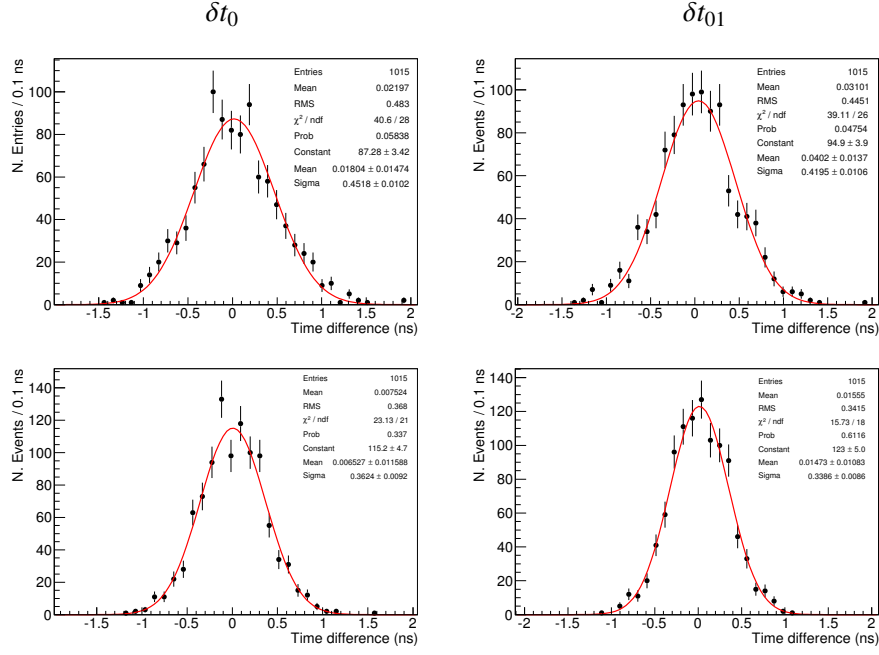 δt0 δt01
N. Entries / 0.1 ns
100
80
60
40
20
0
Entries 1015
Mean 0.02197
RMS 0.483
χ² / ndf 40.6 / 28
Prob 0.05838
Constant 87.28 ± 3.42
Mean 0.01804 ± 0.01474
Sigma 0.4518 ± 0.0102
-1.5 -1 -0.5 0 0.5 1 1.5 2
Time difference (ns)
N. Events / 0.1 ns
100
80
60
40
20
0
Entries 1015
Mean 0.03101
RMS 0.4451
χ² / ndf 39.11 / 26
Prob 0.04754
Constant 94.9 ± 3.9
Mean 0.0402 ± 0.0137
Sigma 0.4195 ± 0.0106
-2 -1.5 -1 -0.5 0 0.5 1 1.5 2
Time difference (ns)
N. Events / 0.1 ns
140
120
100
80
60
40
20
0
Entries 1015
Mean 0.007524
RMS 0.368
χ² / ndf 23.13 / 21
Prob 0.337
Constant 115.2 ± 4.7
Mean 0.006527 ± 0.011588
Sigma 0.3624 ± 0.0092
-1.5 -1 -0.5 0 0.5 1 1.5 2
Time difference (ns)
N. Events / 0.1 ns
140
120
100
80
60
40
20
0
Entries 1015
Mean 0.01555
RMS 0.3415
χ² / ndf 15.73 / 18
Prob 0.6116
Constant 123 ± 5.0
Mean 0.01473 ± 0.01083
Sigma 0.3386 ± 0.0086
-2 -1.5 -1 -0.5 0 0.5 1 1.5 2
Time difference (ns)